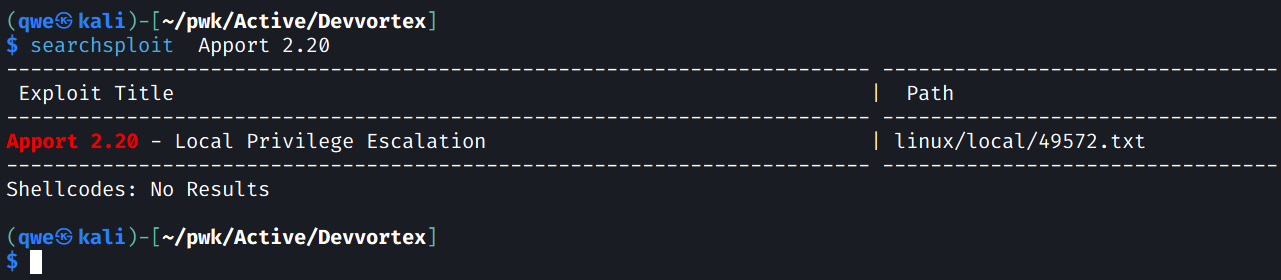 (qwe㉿kali)-[~/pwk/Active/Devvortex]
$ searchsploit  Apport 2.20
------------------------------------------------------------------------ ---------------------------------
 Exploit Title                                                          |  Path
------------------------------------------------------------------------ ---------------------------------
Apport 2.20 - Local Privilege Escalation                                | linux/local/49572.txt
------------------------------------------------------------------------ ---------------------------------
Shellcodes: No Results
(qwe㉿kali)-[~/pwk/Active/Devvortex]
$